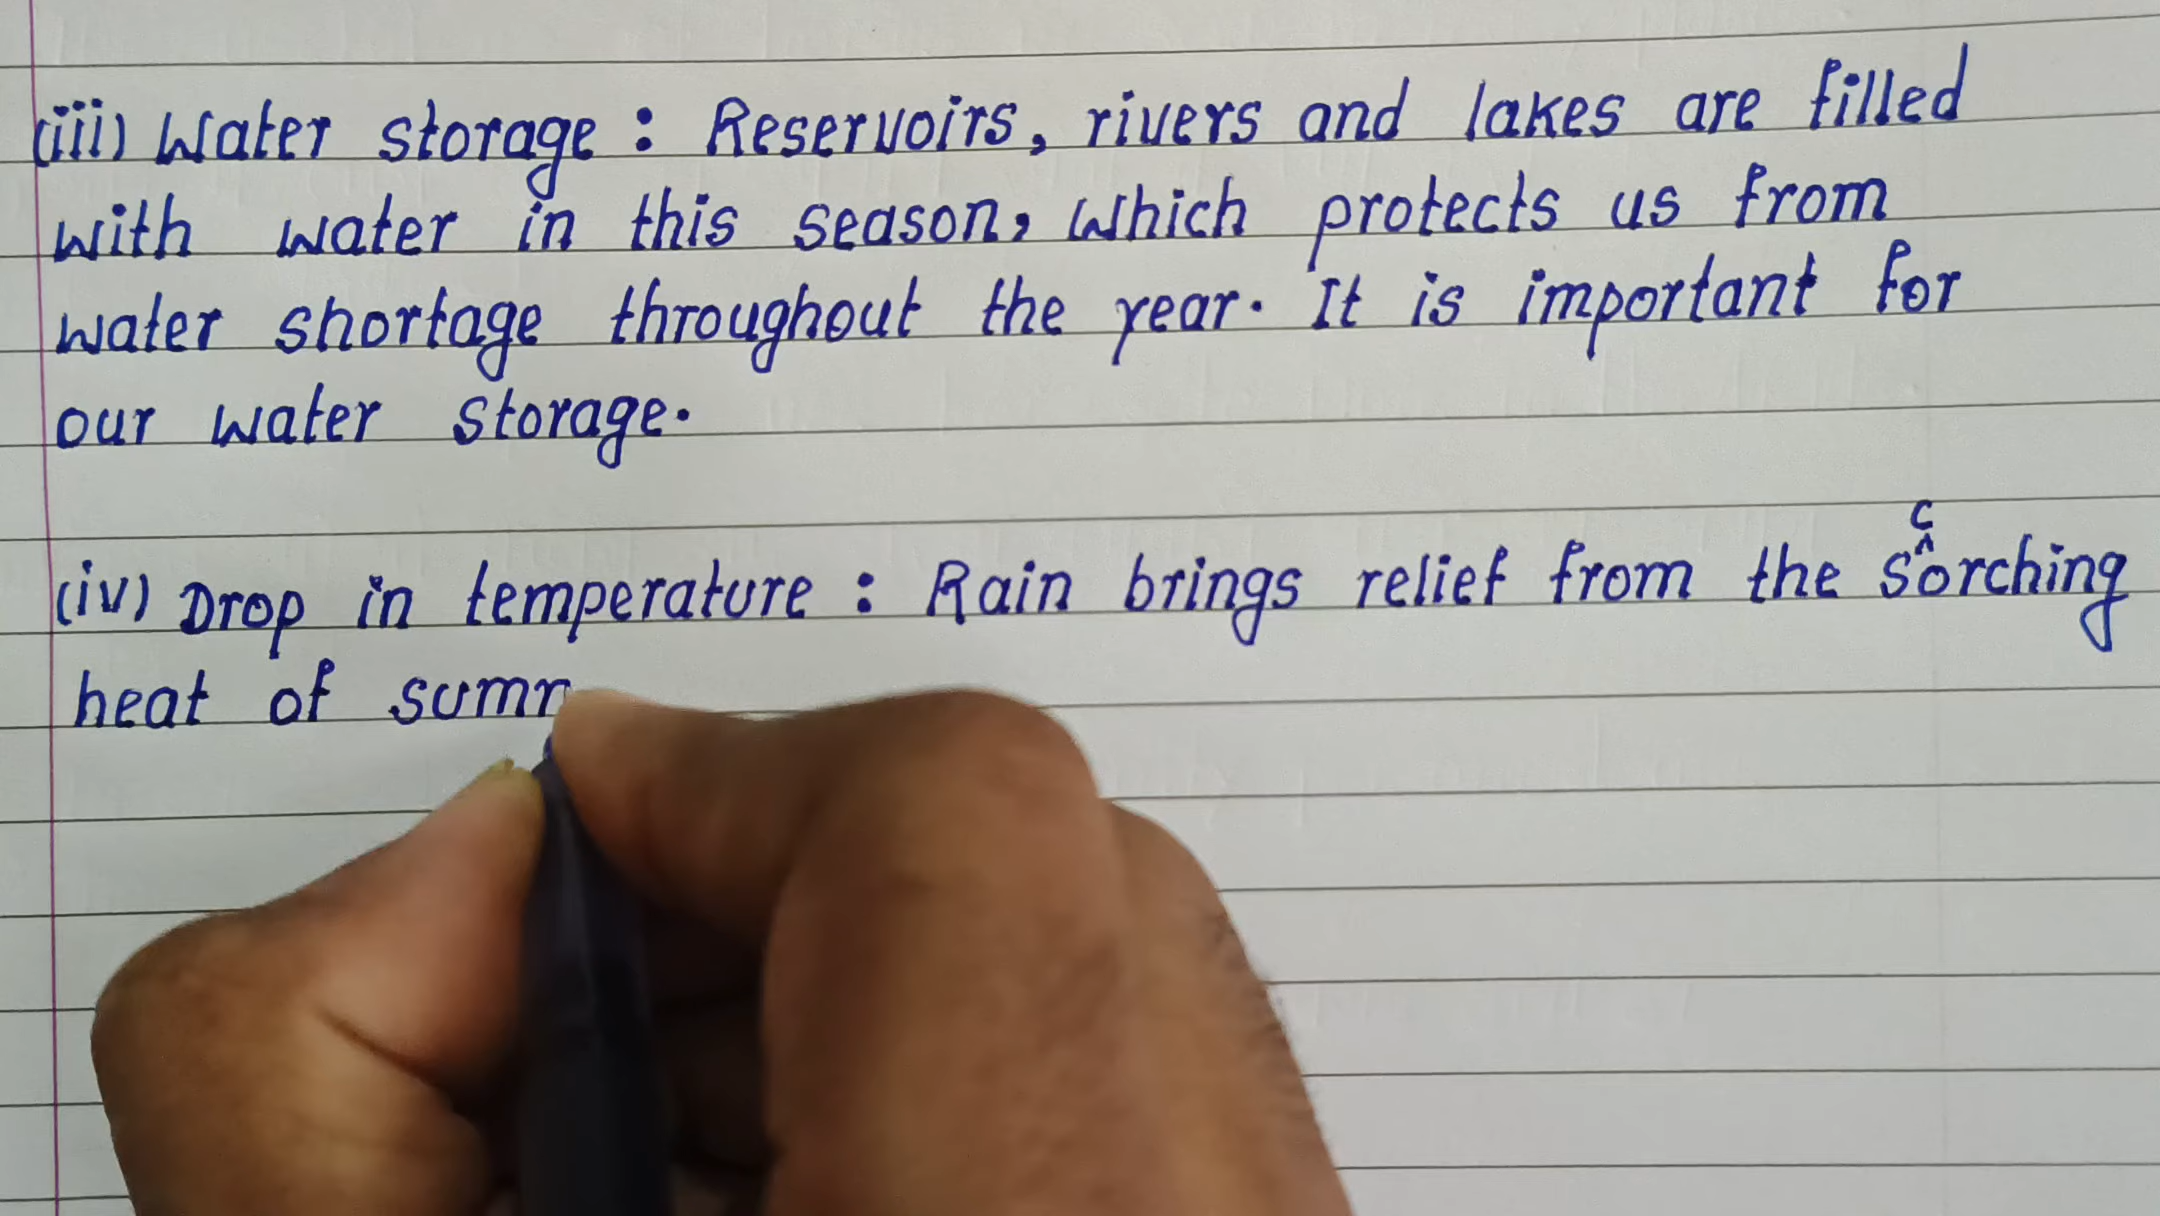 (iii) Water storage : Reservoirs, rivers and lakes are filled
with water in this season, which protects us from
water shortage throughout the year. It is important for
our water storage.
(iv) Drop in temperature : Rain brings relief from the scorching
heat of summ